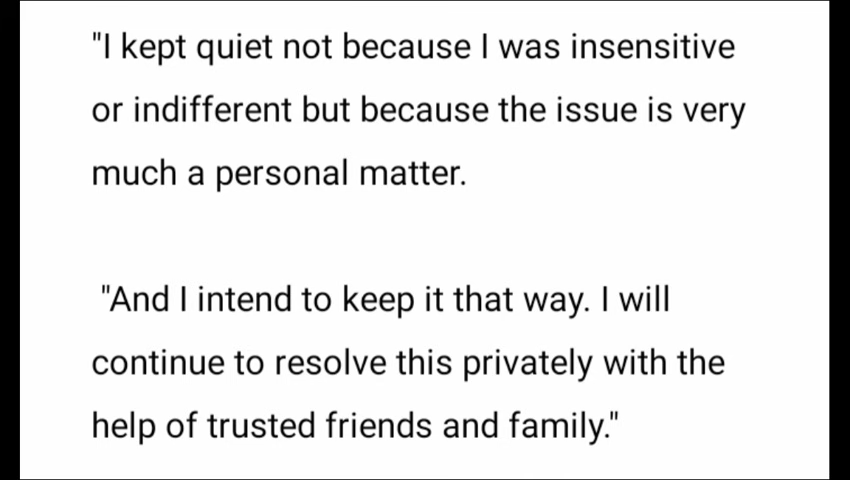 "I kept quiet not because I was insensitive
or indifferent but because the issue is very
much a personal matter.
"And I intend to keep it that way. I will
continue to resolve this privately with the
help of trusted friends and family."